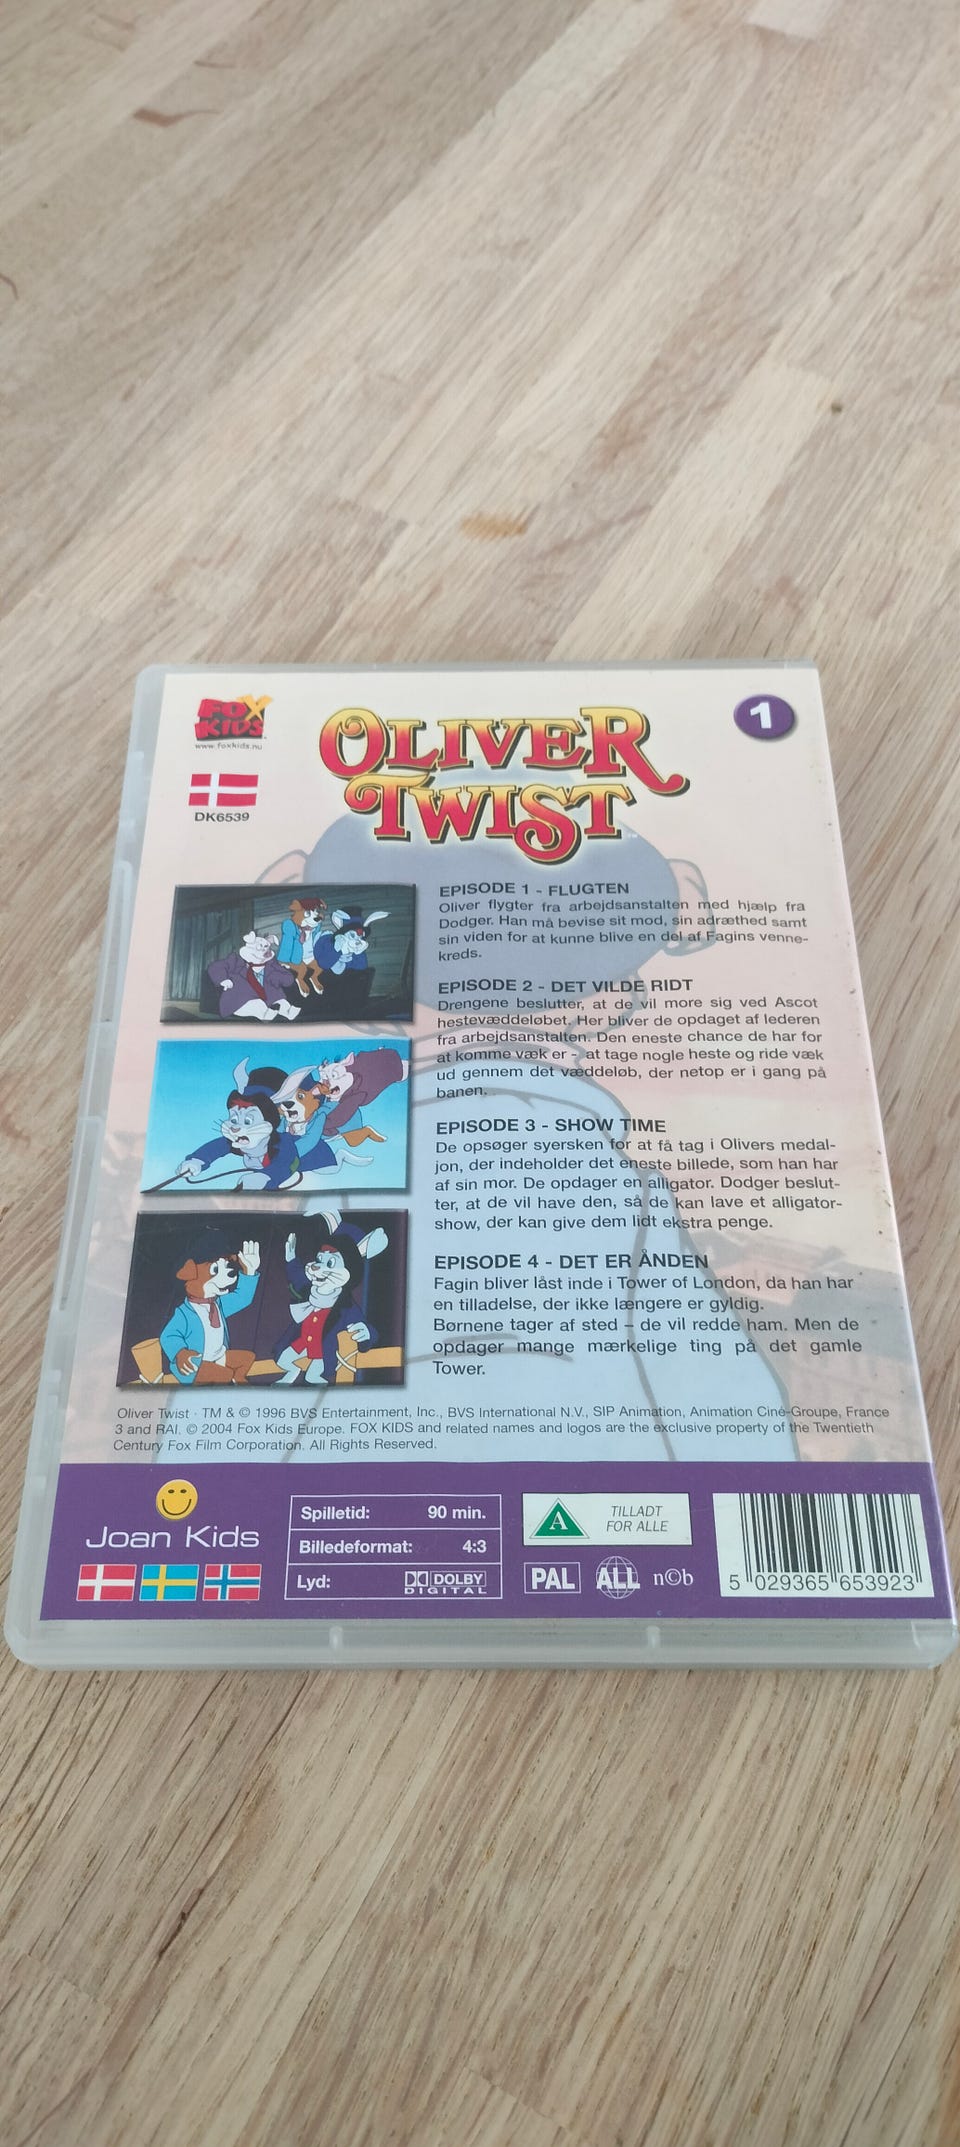 FOX
KIDS
www.foxkids.nu
DK6539
OLIVER
TWIST
1
EPISODE 1 - FLUGTEN
Oliver flygter fra arbejdsanstalten med hjælp fra
Dodger. Han må bevise sit mod, sin adræthed samt
sin viden for at kunne blive en del af Fagins venne-
kreds.
EPISODE 2 - DET VILDE RIDT
Drengene beslutter, at de vil more sig ved Ascot
hestevæddeløbet. Her bliver de opdaget af lederen
fra arbejdsanstalten. Den eneste chance de har for
at komme væk er - at tage nogle heste og ride væk
ud gennem det væddeløb, der netop er i gang på
banen.
EPISODE 3 - SHOW TIME
De opsøger syersken for at få tag i Olivers medal-
jon, der indeholder det eneste billede, som han har
af sin mor. De opdager en alligator. Dodger beslut-
ter, at de vil have den, så de kan lave et alligator-
show, der kan give dem lidt ekstra penge.
EPISODE 4 - DET ER ÅNDEN
Fagin bliver låst inde i Tower of London, da han har
en tilladelse, der ikke længere er gyldig.
Børnene tager af sted – de vil redde ham. Men de
opdager mange mærkelige ting på det gamle
Tower.
Oliver Twist · TM & © 1996 BVS Entertainment, Inc., BVS International N.V., SIP Animation, Animation Ciné-Groupe, France
3 and RAI. © 2004 Fox Kids Europe. FOX KIDS and related names and logos are the exclusive property of the Twentieth
Century Fox Film Corporation. All Rights Reserved.
Joan Kids
Spilletid: 90 min.
Billedeformat: 4:3
Lyd: DOLBY
DIGITAL
A TILLADT
FOR ALLE
PAL ALL n©b
5 029365 653923